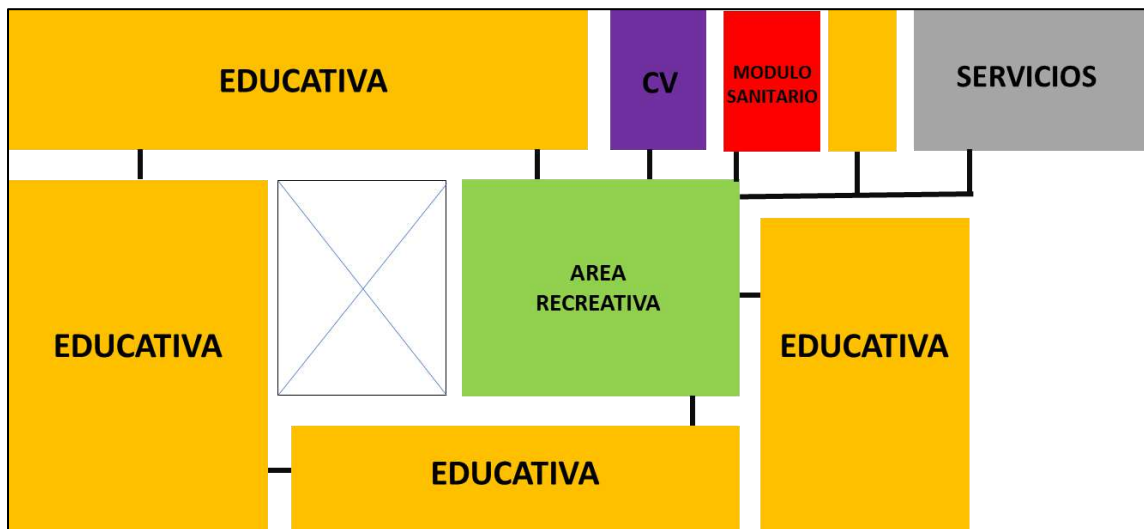 EDUCATIVA
CV
MODULO
SANITARIO
SERVICIOS
AREA
RECREATIVA
EDUCATIVA
EDUCATIVA
EDUCATIVA